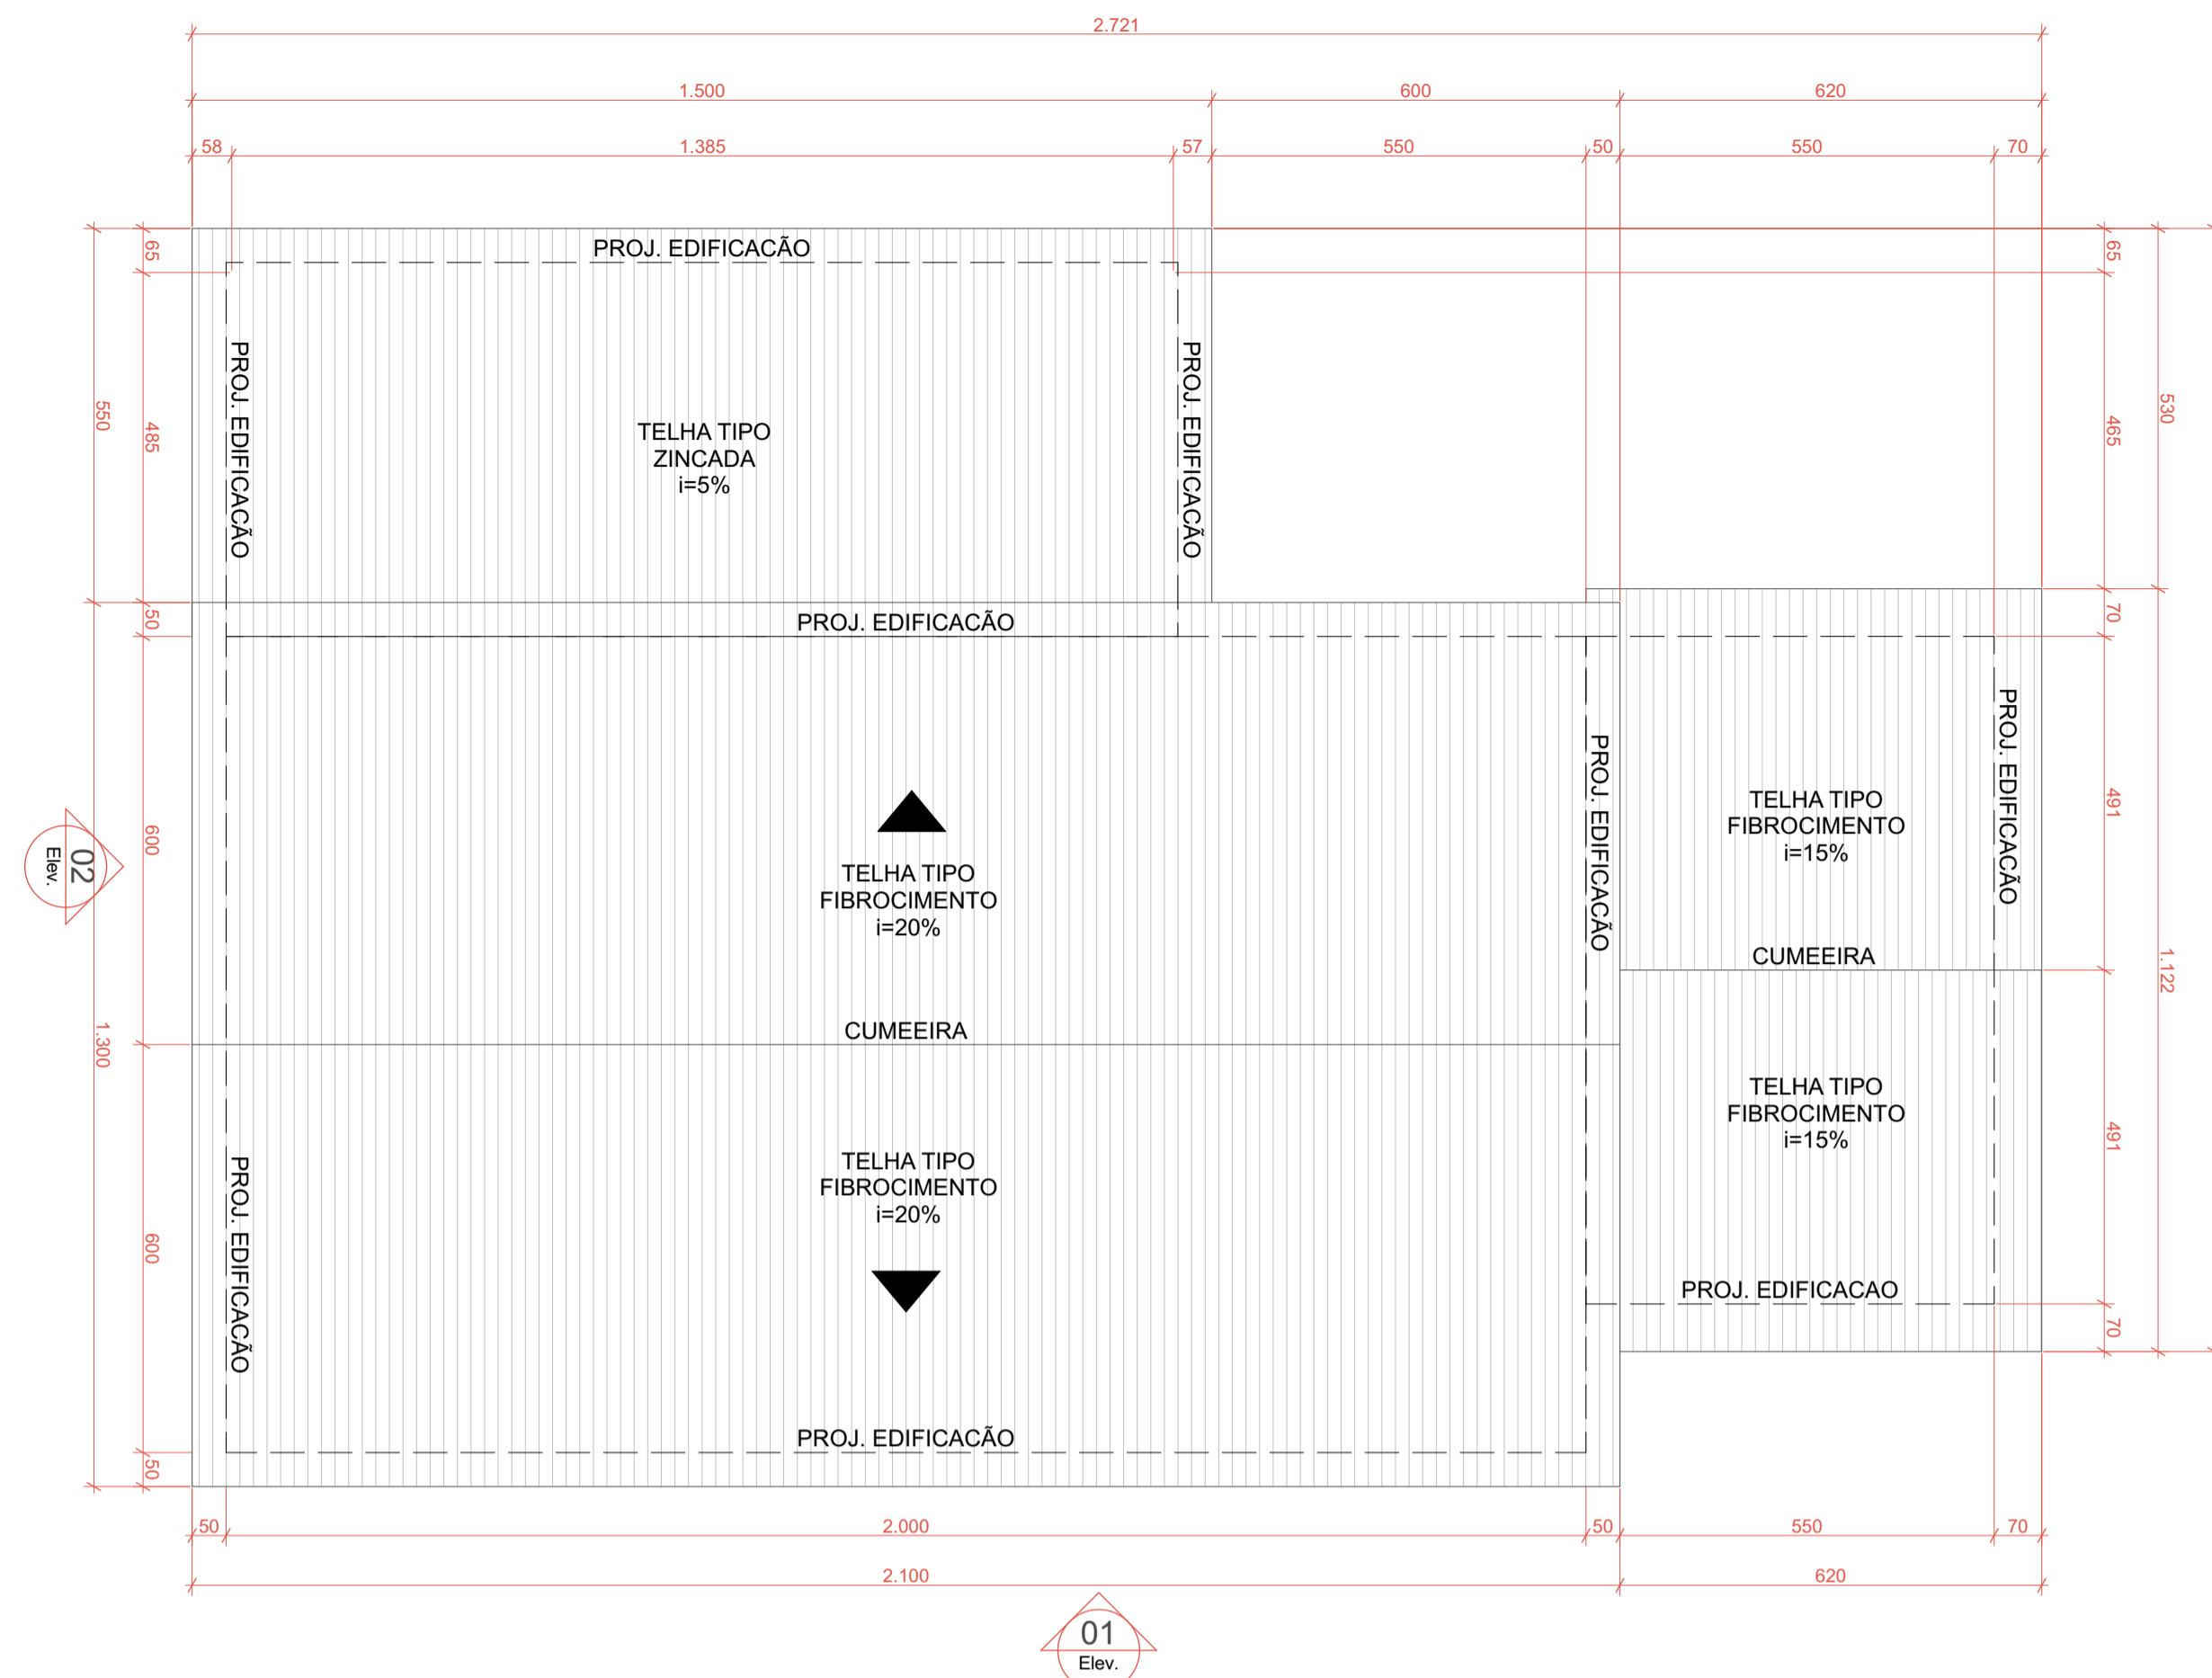 2.721
1.500
600
620
58
1.385
57
550
50
550
70
65
485
550
50
600
1.300
600
50
65
530
465
70
491
1.122
491
70
PROJ. EDIFICACÃO
PROJ. EDIFICACÃO
PROJ. EDIFICACÃO
TELHA TIPO
ZINCADA
i=5%
PROJ. EDIFICACÃO
PROJ. EDIFICACÃO
PROJ. EDIFICACÃO
TELHA TIPO
FIBROCIMENTO
i=15%
TELHA TIPO
FIBROCIMENTO
i=20%
CUMEEIRA
CUMEEIRA
TELHA TIPO
FIBROCIMENTO
i=15%
TELHA TIPO
FIBROCIMENTO
i=20%
PROJ. EDIFICACÃO
PROJ. EDIFICACAO
PROJ. EDIFICACÃO
02
Elev.
50
2.000
50
550
70
2.100
620
01
Elev.